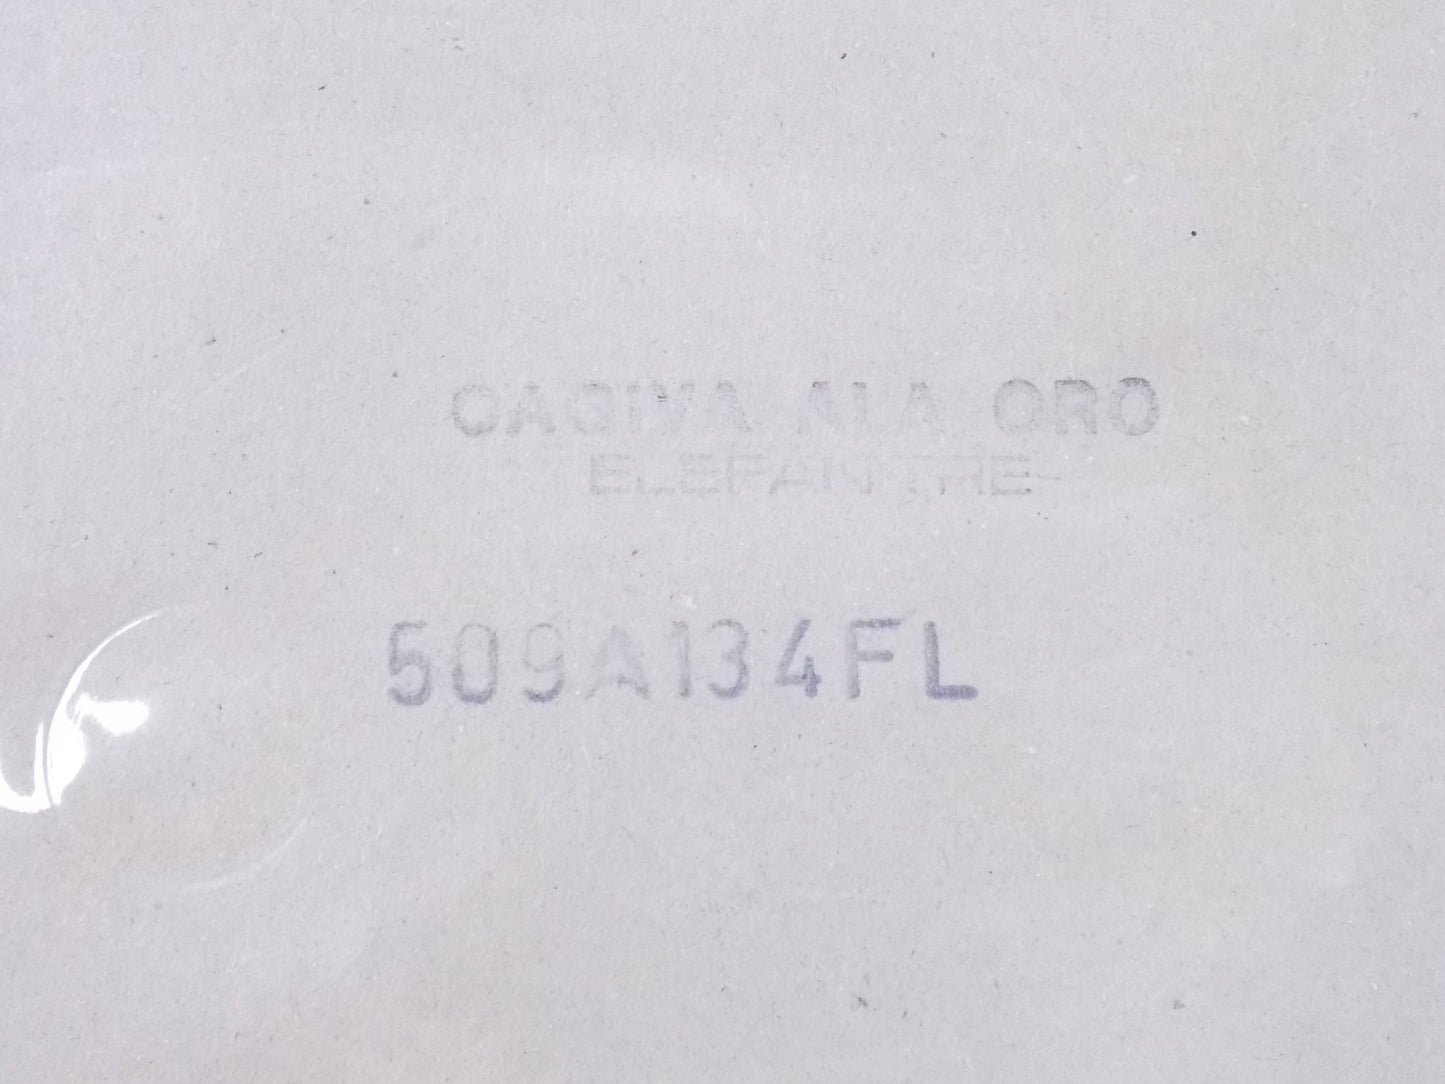 CAGIVA ALA ORO
ELEFANTRE
509A134FL